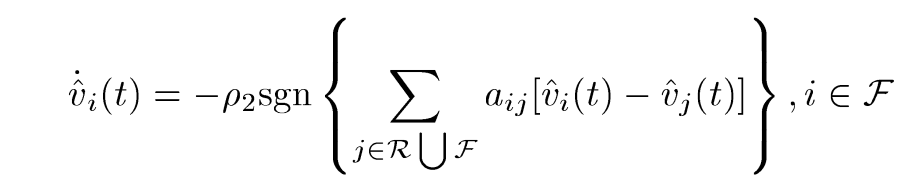 $\dot{\hat{v}}_i(t) = -\rho_2 \mathrm{sgn} \left\{ \sum_{j \in \mathcal{R} \bigcup \mathcal{F}} a_{ij} [\hat{v}_i(t) - \hat{v}_j(t)] \right\}, i \in \mathcal{F}$